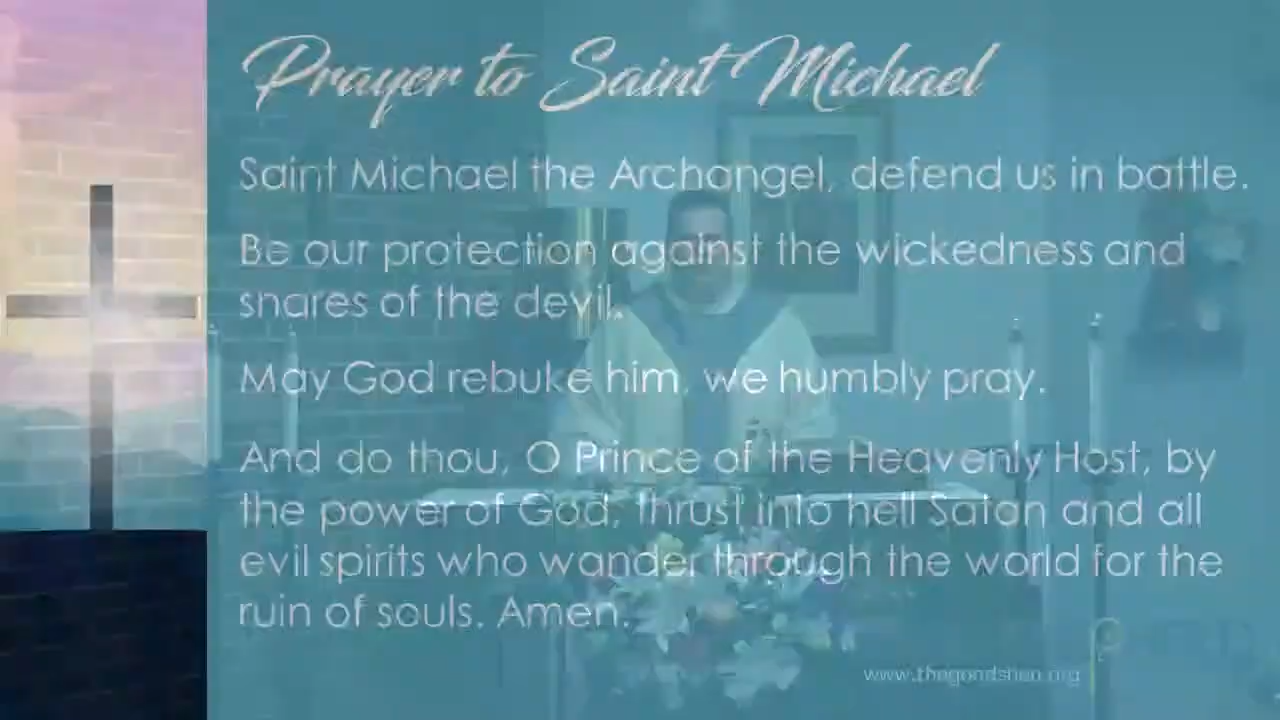 Prayer to Saint Michael
Saint Michael the Archangel, defend us in battle.
Be our protection against the wickedness and
snares of the devil.
May God rebuke him, we humbly pray.
And do thou, O Prince of the Heavenly Host, by
the power of God, thrust into hell Satan and all
evil spirits who wander through the world for the
ruin of souls. Amen.